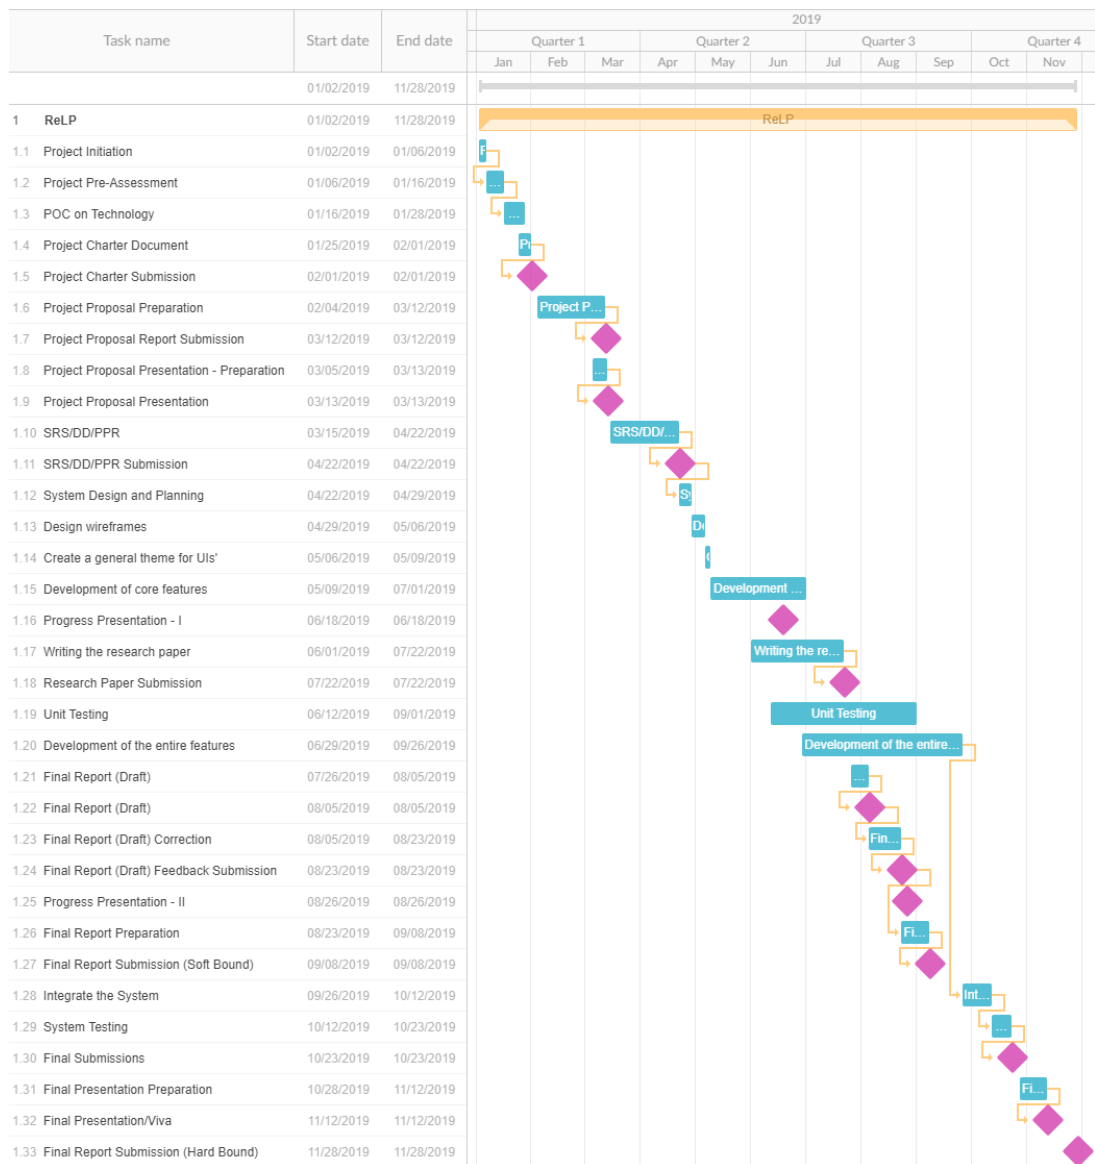 2019
Task name Start date End date Quarter 1 Quarter 2 Quarter 3 Quarter 4
Jan Feb Mar Apr May Jun Jul Aug Sep Oct Nov
01/02/2019 11/28/2019
1 ReLP 01/02/2019 11/28/2019 ReLP
1.1 Project Initiation 01/02/2019 01/06/2019
1.2 Project Pre-Assessment 01/06/2019 01/16/2019 ...
1.3 POC on Technology 01/16/2019 01/28/2019 ...
1.4 Project Charter Document 01/25/2019 02/01/2019
1.5 Project Charter Submission 02/01/2019 02/01/2019
1.6 Project Proposal Preparation 02/04/2019 03/12/2019 Project P...
1.7 Project Proposal Report Submission 03/12/2019 03/12/2019
1.8 Project Proposal Presentation - Preparation 03/05/2019 03/13/2019 ...
1.9 Project Proposal Presentation 03/13/2019 03/13/2019
1.10 SRS/DD/PPR 03/15/2019 04/22/2019 SRS/DD/...
1.11 SRS/DD/PPR Submission 04/22/2019 04/22/2019
1.12 System Design and Planning 04/22/2019 04/29/2019
1.13 Design wireframes 04/29/2019 05/06/2019
1.14 Create a general theme for UIs' 05/06/2019 05/09/2019
1.15 Development of core features 05/09/2019 07/01/2019 Development ...
1.16 Progress Presentation - I 06/18/2019 06/18/2019
1.17 Writing the research paper 06/01/2019 07/22/2019 Writing the re...
1.18 Research Paper Submission 07/22/2019 07/22/2019
1.19 Unit Testing 06/12/2019 09/01/2019 Unit Testing
1.20 Development of the entire features 06/29/2019 09/26/2019 Development of the entire...
1.21 Final Report (Draft) 07/26/2019 08/05/2019 ...
1.22 Final Report (Draft) 08/05/2019 08/05/2019
1.23 Final Report (Draft) Correction 08/05/2019 08/23/2019 Fin...
1.24 Final Report (Draft) Feedback Submission 08/23/2019 08/23/2019
1.25 Progress Presentation - II 08/26/2019 08/26/2019
1.26 Final Report Preparation 08/23/2019 09/08/2019 Fi...
1.27 Final Report Submission (Soft Bound) 09/08/2019 09/08/2019
1.28 Integrate the System 09/26/2019 10/12/2019 Int...
1.29 System Testing 10/12/2019 10/23/2019 ...
1.30 Final Submissions 10/23/2019 10/23/2019
1.31 Final Presentation Preparation 10/28/2019 11/12/2019 Fi...
1.32 Final Presentation/Viva 11/12/2019 11/12/2019
1.33 Final Report Submission (Hard Bound) 11/28/2019 11/28/2019